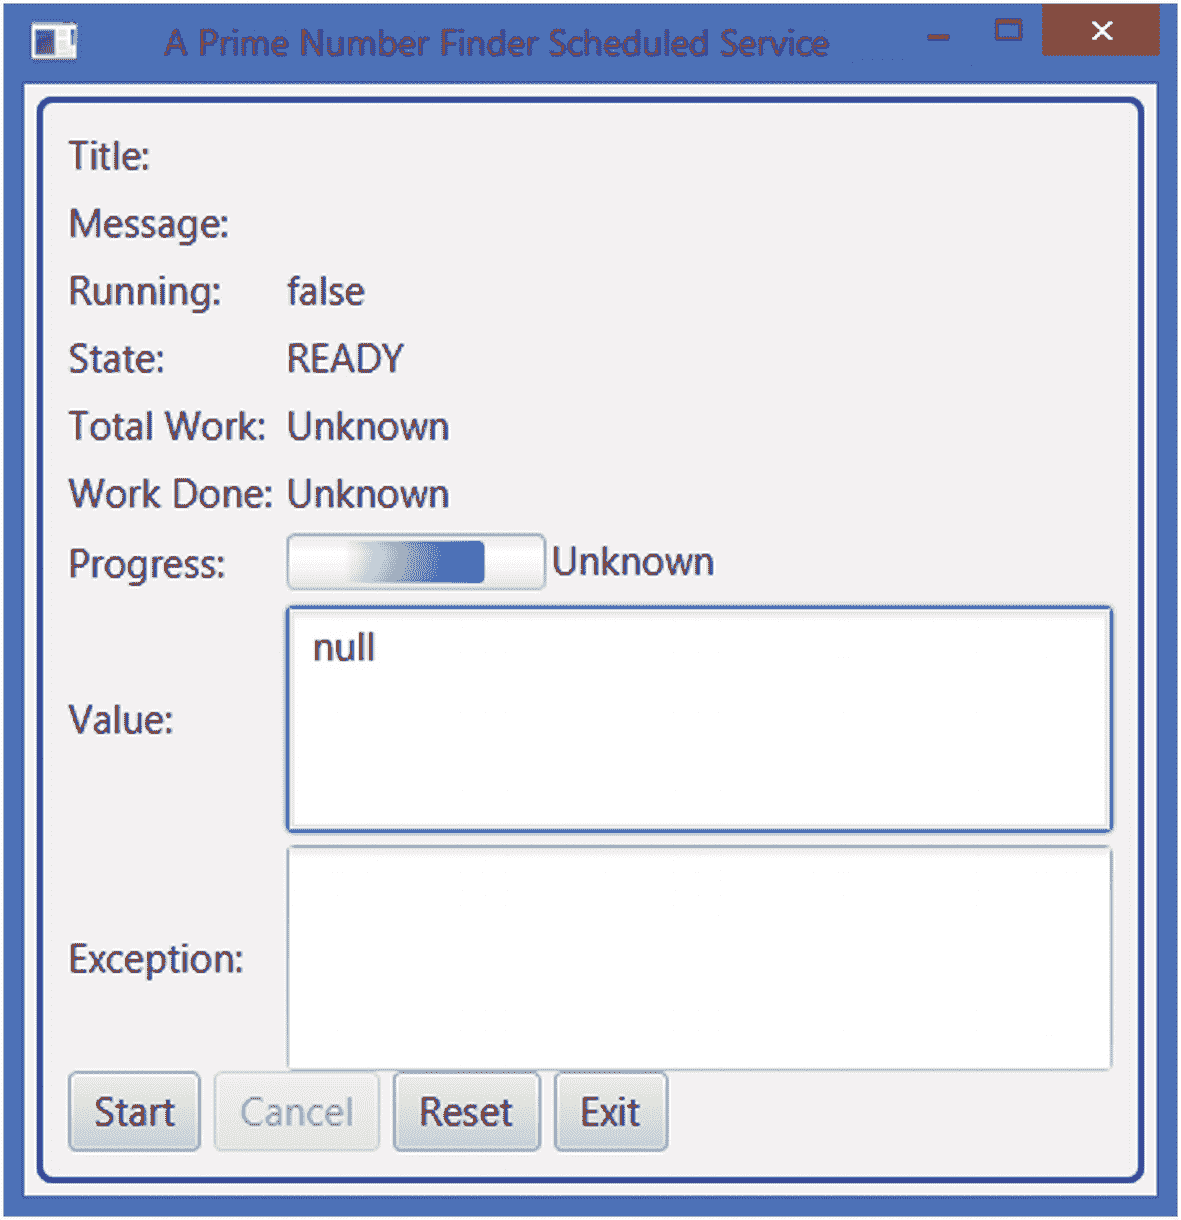 A Prime Number Finder Scheduled Service
Title:
Message:
Running: false
State: READY
Total Work: Unknown
Work Done: Unknown
Progress: Unknown
Value: null
Exception:
Start Cancel Reset Exit